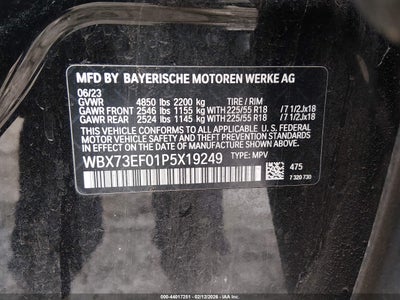 MFD BY BAYERISCHE MOTOREN WERKE AG
06/23
GVWR 4850 lbs 2200 kg TIRE / RIM
GAWR FRONT 2546 lbs 1155 kg WITH 225/55 R18 / 7 1/2Jx18
GAWR REAR 2524 lbs 1145 kg WITH 225/55 R18 / 7 1/2Jx18
THIS VEHICLE CONFORMS TO ALL APPLICABLE FEDERAL MOTOR
VEHICLE SAFETY, BUMPER, AND THEFT PREVENTION STANDARDS
IN EFFECT ON THE DATE OF MANUFACTURE SHOWN ABOVE.
WBX73EF01P5X19249 TYPE: MPV
475
7 320 730
000-44017251 - 02/12/2026 - IAA Holdings, LLC